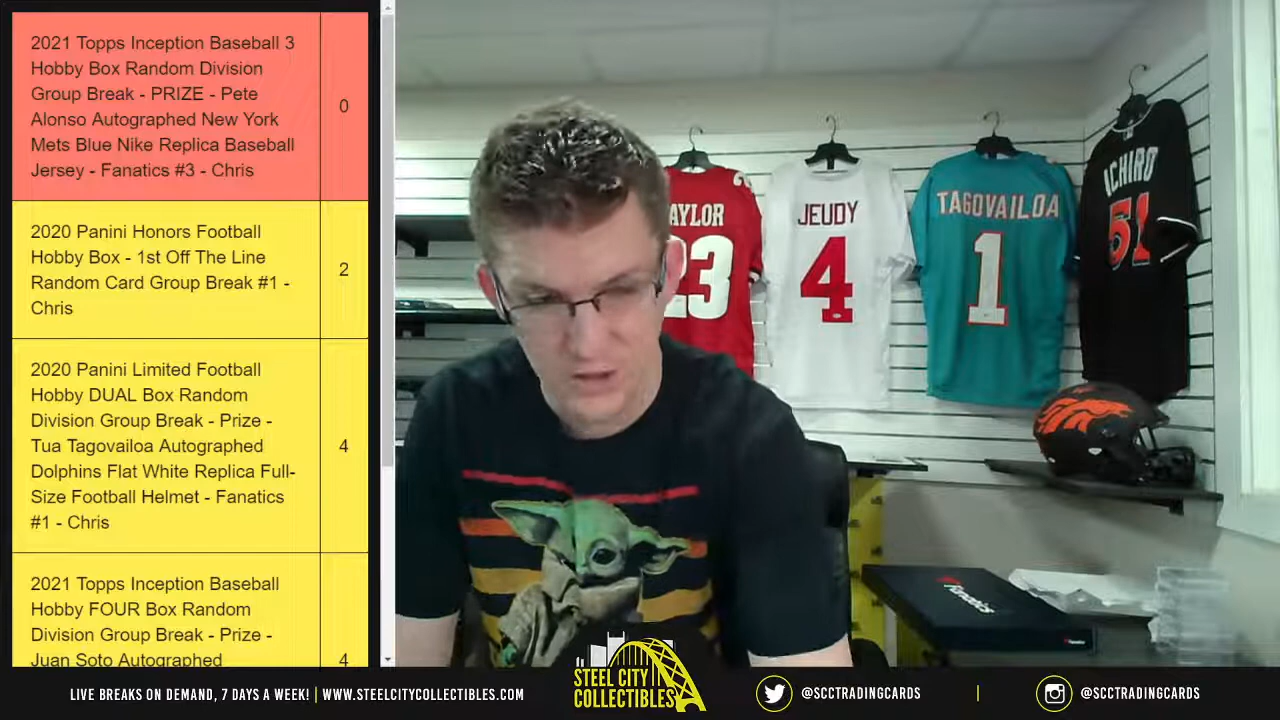 2021 Topps Inception Baseball 3
Hobby Box Random Division
Group Break - PRIZE - Pete
Alonso Autographed New York
Mets Blue Nike Replica Baseball
Jersey - Fanatics #3 - Chris
0
2020 Panini Honors Football
Hobby Box - 1st Off The Line
Random Card Group Break #1 -
Chris
2
2020 Panini Limited Football
Hobby DUAL Box Random
Division Group Break - Prize -
Tua Tagovailoa Autographed
Dolphins Flat White Replica Full-
Size Football Helmet - Fanatics
#1 - Chris
4
2021 Topps Inception Baseball
Hobby FOUR Box Random
Division Group Break - Prize -
Juan Soto Autographed
4
AYLOR
23
JEUDY
4
TAGOVAILOA
1
ICHIRO
51
Fanatics
LIVE BREAKS ON DEMAND, 7 DAYS A WEEK! | WWW.STEELCITYCOLLECTIBLES.COM
STEEL CITY
COLLECTIBLES
@SCCTRADINGCARDS
|
@SCCTRADINGCARDS